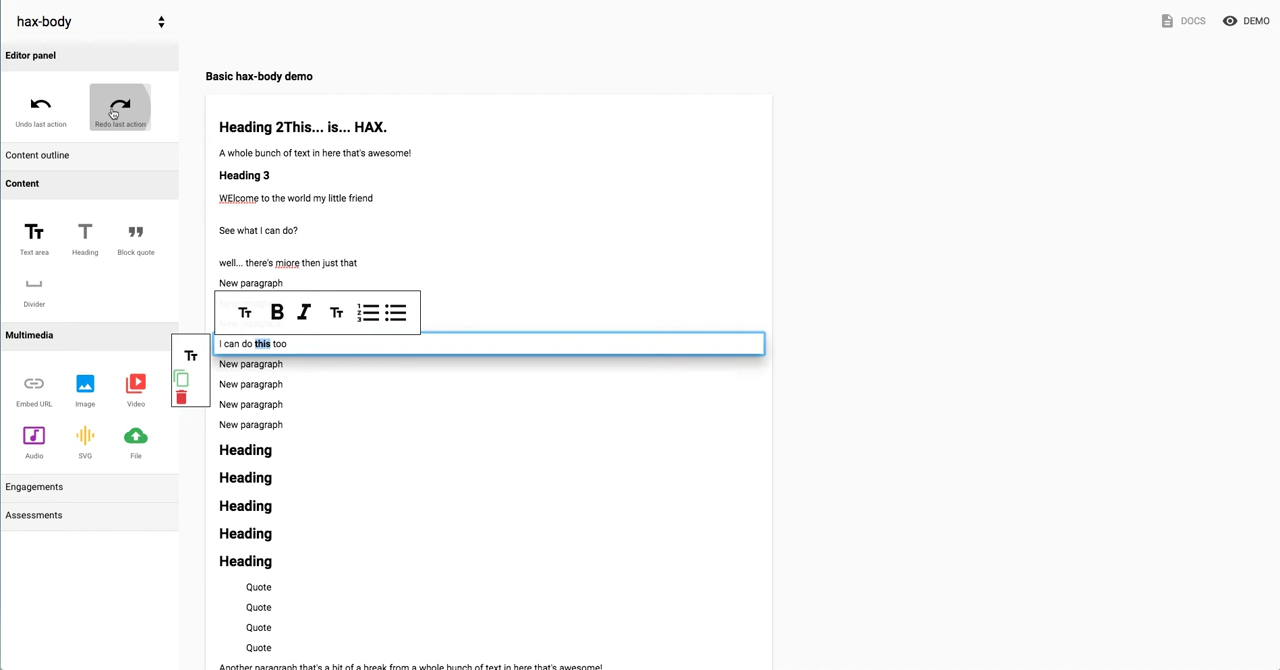 hax-body
DOCS DEMO
Editor panel
Undo last action Redo last action
Content outline
Content
Text area Heading Block quote
Divider
Multimedia
Embed URL Image Video
Audio SVG File
Engagements
Assessments
Basic hax-body demo
Heading 2This... is... HAX.
A whole bunch of text in here that's awesome!
Heading 3
WElcome to the world my little friend
See what I can do?
well... there's miore then just that
New paragraph
I can do this too
New paragraph
New paragraph
New paragraph
New paragraph
Heading
Heading
Heading
Heading
Heading
Quote
Quote
Quote
Quote
Another paragraph that's a bit of a break from a whole bunch of text in here that's awesome!